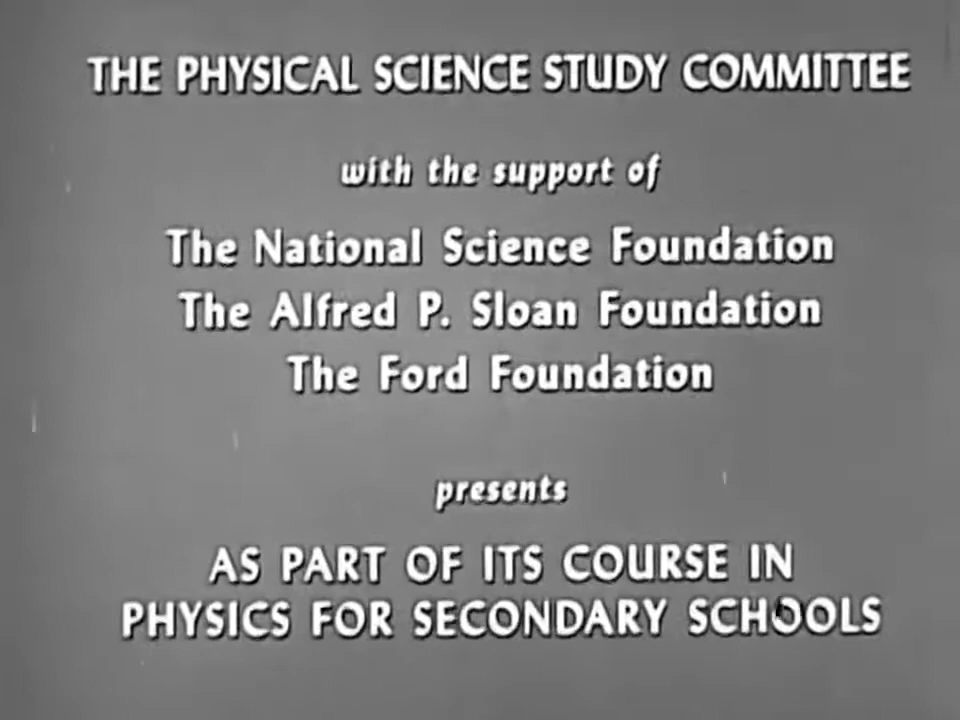 THE PHYSICAL SCIENCE STUDY COMMITTEE
with the support of
The National Science Foundation
The Alfred P. Sloan Foundation
The Ford Foundation
presents
AS PART OF ITS COURSE IN
PHYSICS FOR SECONDARY SCHOOLS